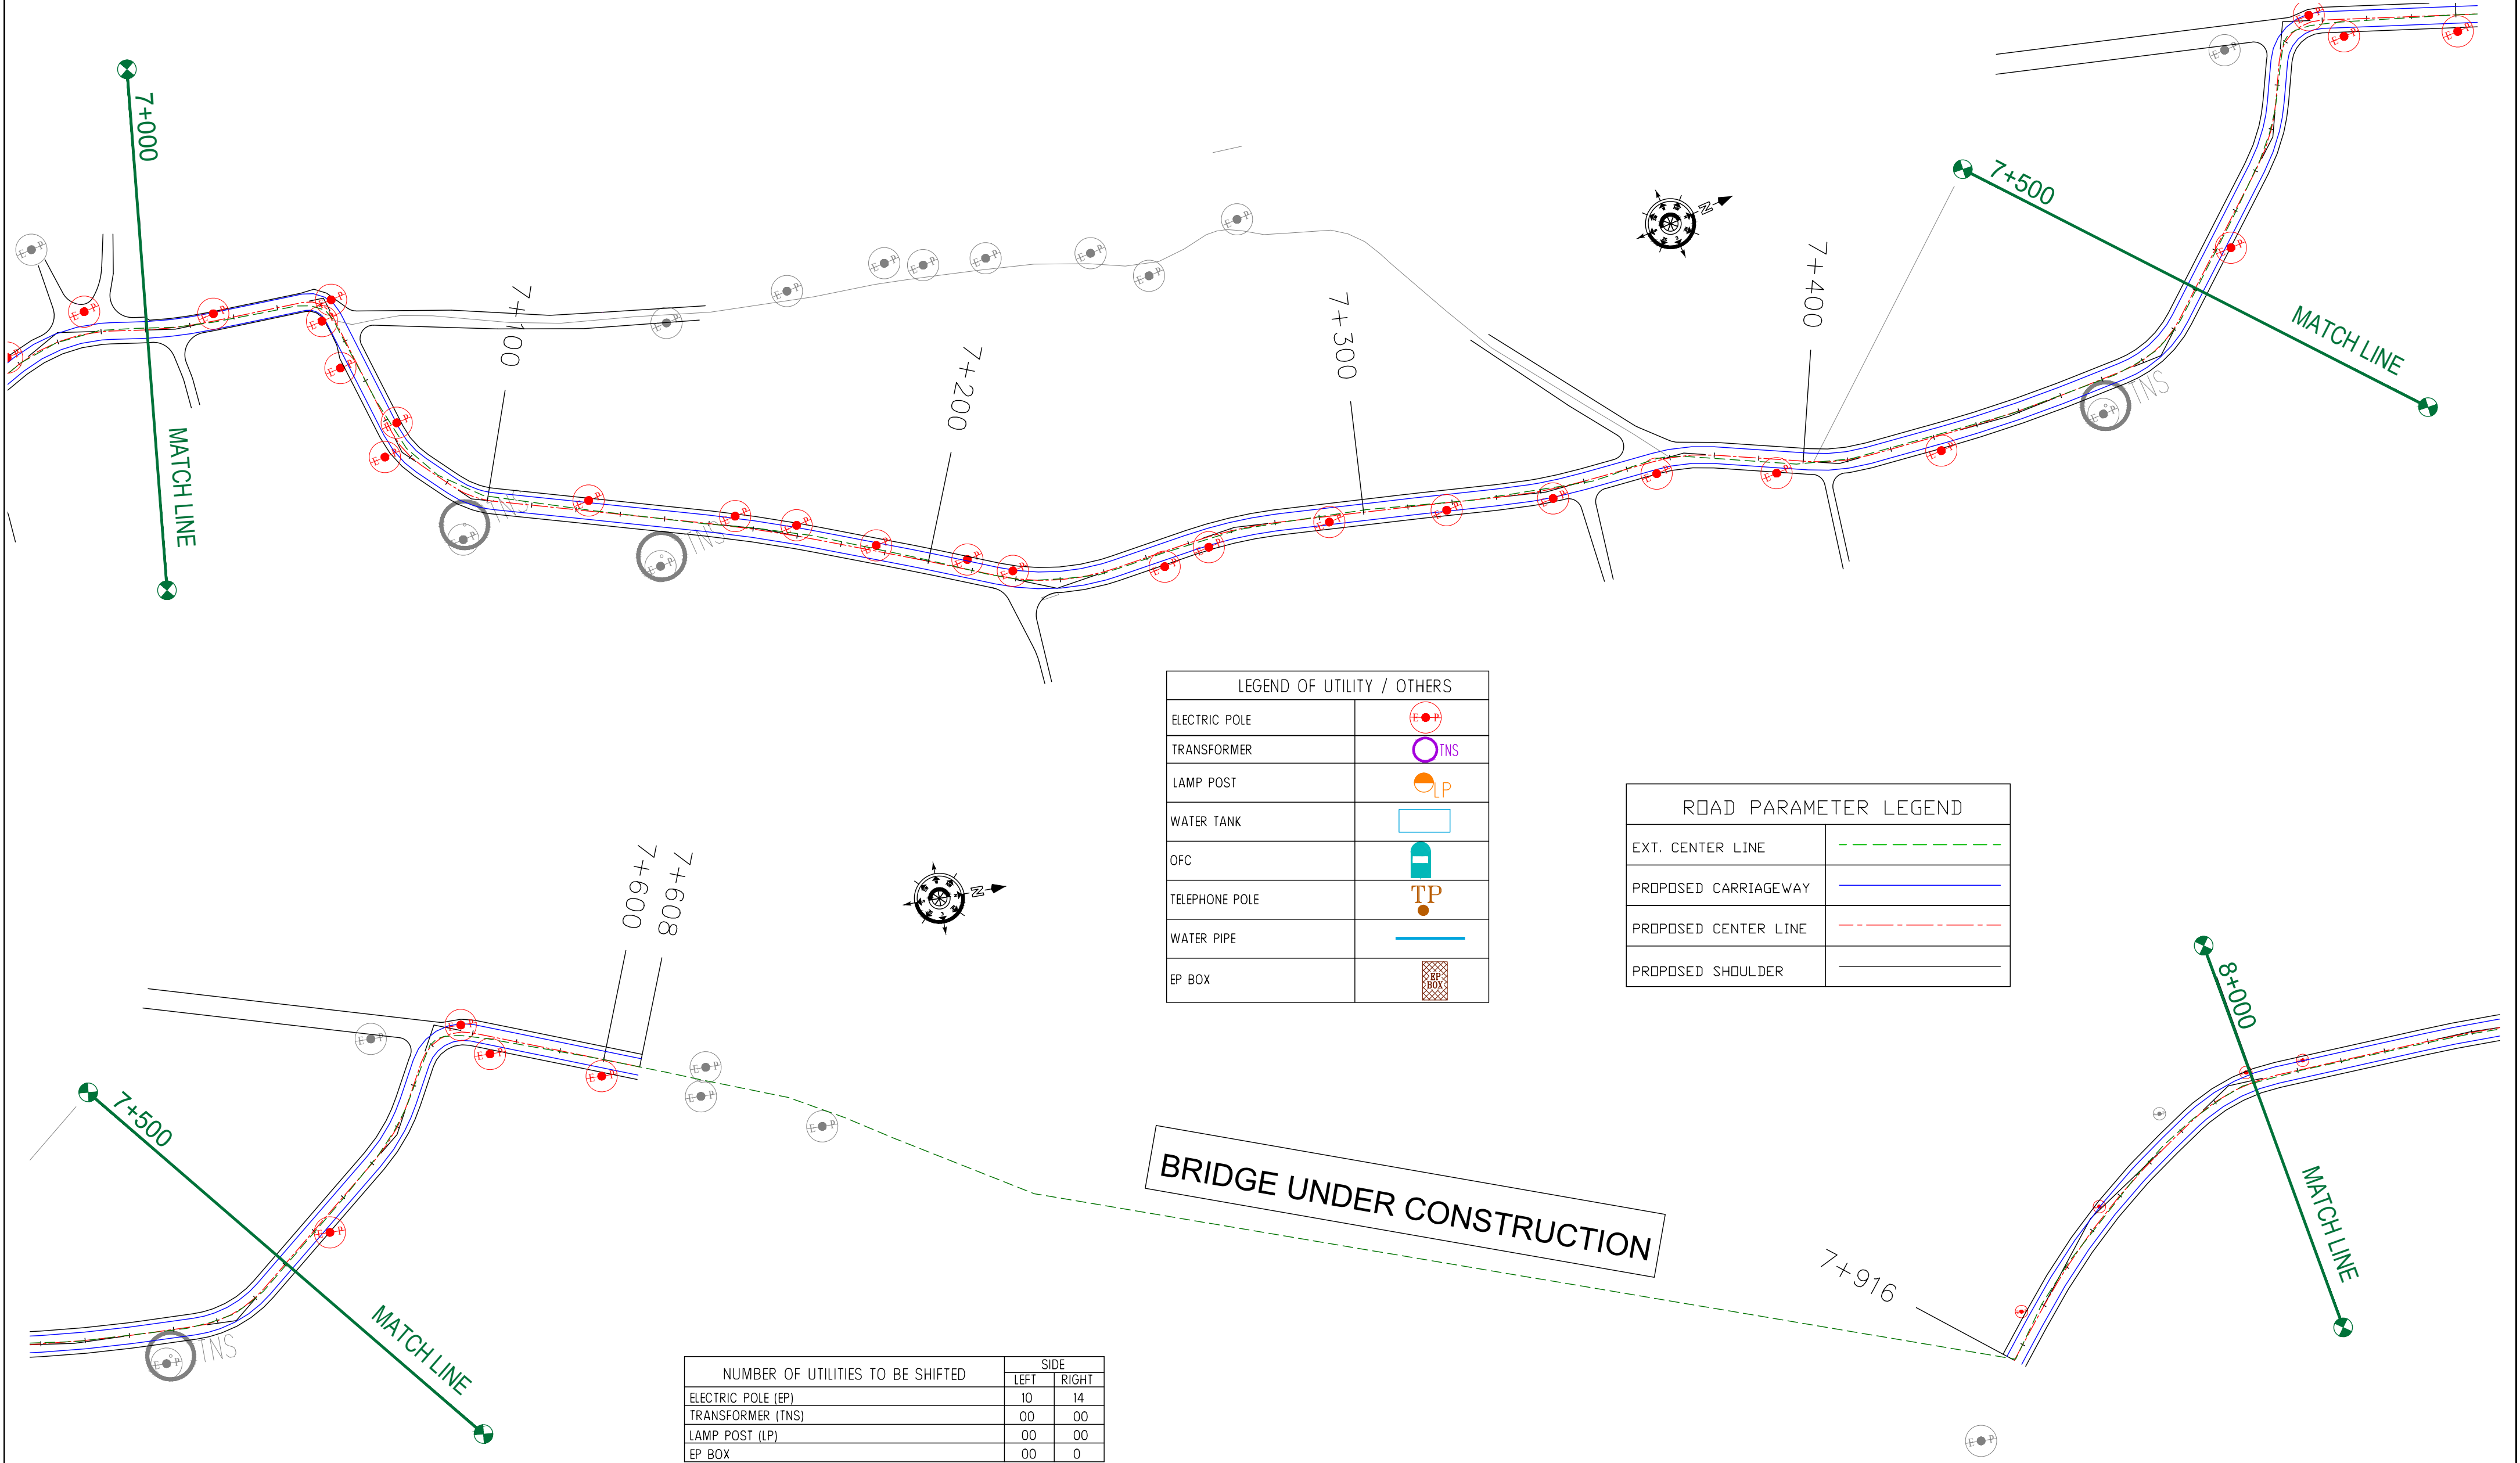 7+000
MATCH LINE
7+100
7+200
7+300
7+400
7+500
MATCH LINE
TNS
TNS
TNS
E P
N
LEGEND OF UTILITY / OTHERS
ELECTRIC POLE E P
TRANSFORMER TNS
LAMP POST LP
WATER TANK
OFC
TELEPHONE POLE TP
WATER PIPE
EP BOX EP BOX
ROAD PARAMETER LEGEND
EXT. CENTER LINE
PROPOSED CARRIAGEWAY
PROPOSED CENTER LINE
PROPOSED SHOULDER
7+500
MATCH LINE
TNS
7+600
7+608
N
BRIDGE UNDER CONSTRUCTION
7+916
8+000
MATCH LINE
NUMBER OF UTILITIES TO BE SHIFTED SIDE
LEFT RIGHT
ELECTRIC POLE (EP) 10 14
TRANSFORMER (TNS) 00 00
LAMP POST (LP) 00 00
EP BOX 00 0